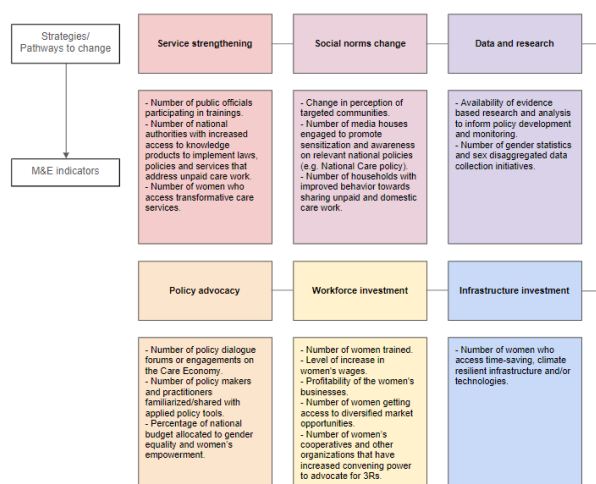 Strategies/
Pathways to change
Service strengthening
Social norms change
Data and research
M&E indicators
- Number of public officials
participating in trainings.
- Number of national
authorities with increased
access to knowledge
products to implement laws,
policies and services that
address unpaid care work.
- Number of women who
access transformative care
services.
- Change in perception of
targeted communities.
- Number of media houses
engaged to promote
sensitization and awareness
on relevant national policies
(e.g. National Care policy).
- Number of households with
improved behavior towards
sharing unpaid and domestic
care work.
- Availability of evidence
based research and analysis
to inform policy development
and monitoring.
- Number of gender statistics
and sex disaggregated data
collection initiatives.
Policy advocacy
Workforce investment
Infrastructure investment
- Number of policy dialogue
forums or engagements on
the Care Economy.
- Number of policy makers
and practitioners
familiarized/shared with
applied policy tools.
- Percentage of national
budget allocated to gender
equality and women's
empowerment.
- Number of women trained.
- Level of increase in
women's wages.
- Profitability of the women's
businesses.
- Number of women getting
access to diversified market
opportunities.
- Number of women's
cooperatives and other
organizations that have
increased convening power
to advocate for 3Rs.
- Number of women who
access time-saving, climate
resilient infrastructure and/or
technologies.